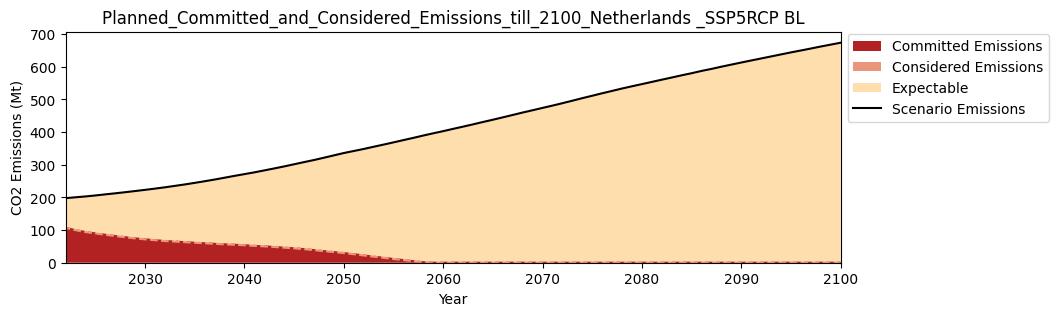 Planned_Committed_and_Considered_Emissions_till_2100_Netherlands _SSP5RCP BL
CO2 Emissions (Mt)
700
600
500
400
300
200
100
0
2030 2040 2050 2060 2070 2080 2090 2100
Year
Committed Emissions
Considered Emissions
Expectable
Scenario Emissions